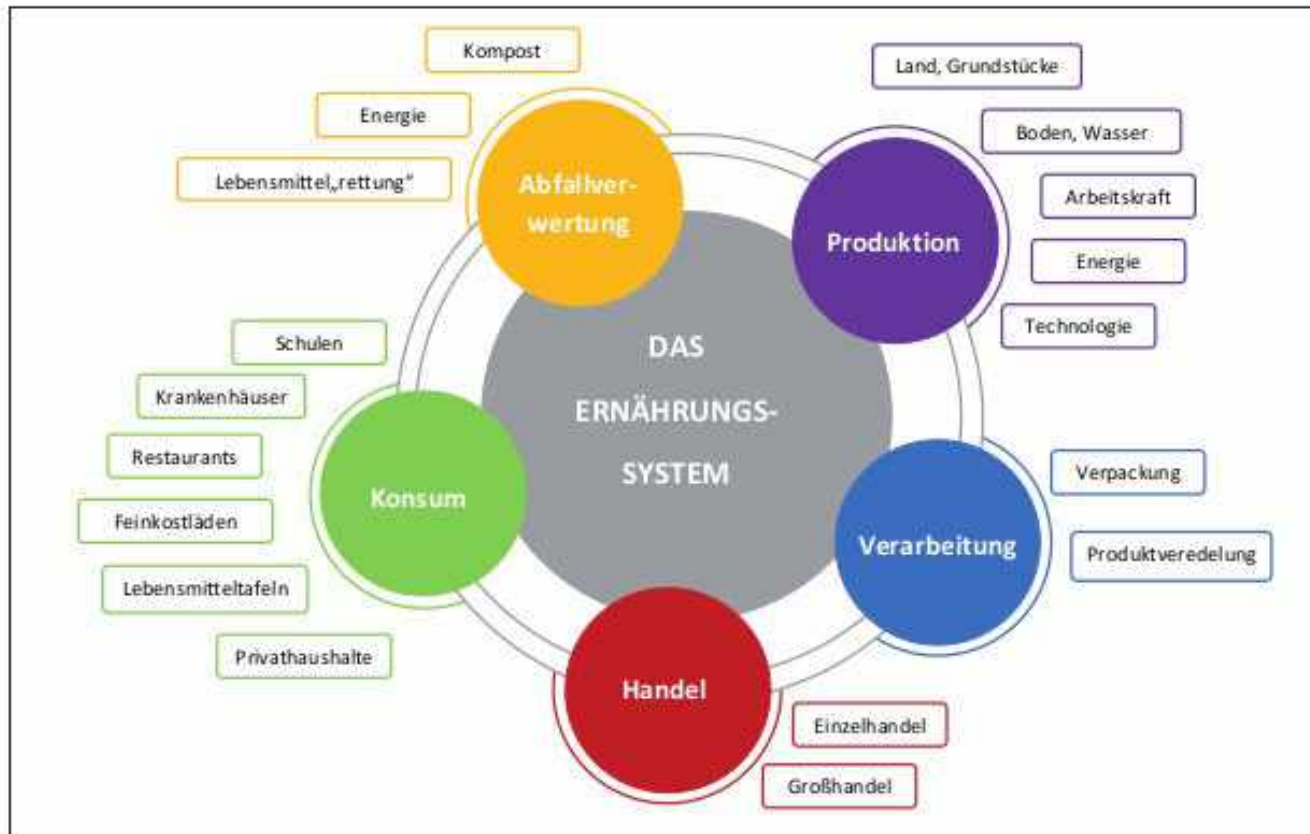 DAS
ERNÄHRUNGS-
SYSTEM
Abfallver-
wertung
Kompost
Energie
Lebensmittel„rettung“
Produktion
Land, Grundstücke
Boden, Wasser
Arbeitskraft
Energie
Technologie
Verarbeitung
Verpackung
Produktveredelung
Handel
Einzelhandel
Großhandel
Konsum
Schulen
Krankenhäuser
Restaurants
Feinkostläden
Lebensmitteltafeln
Privathaushalte